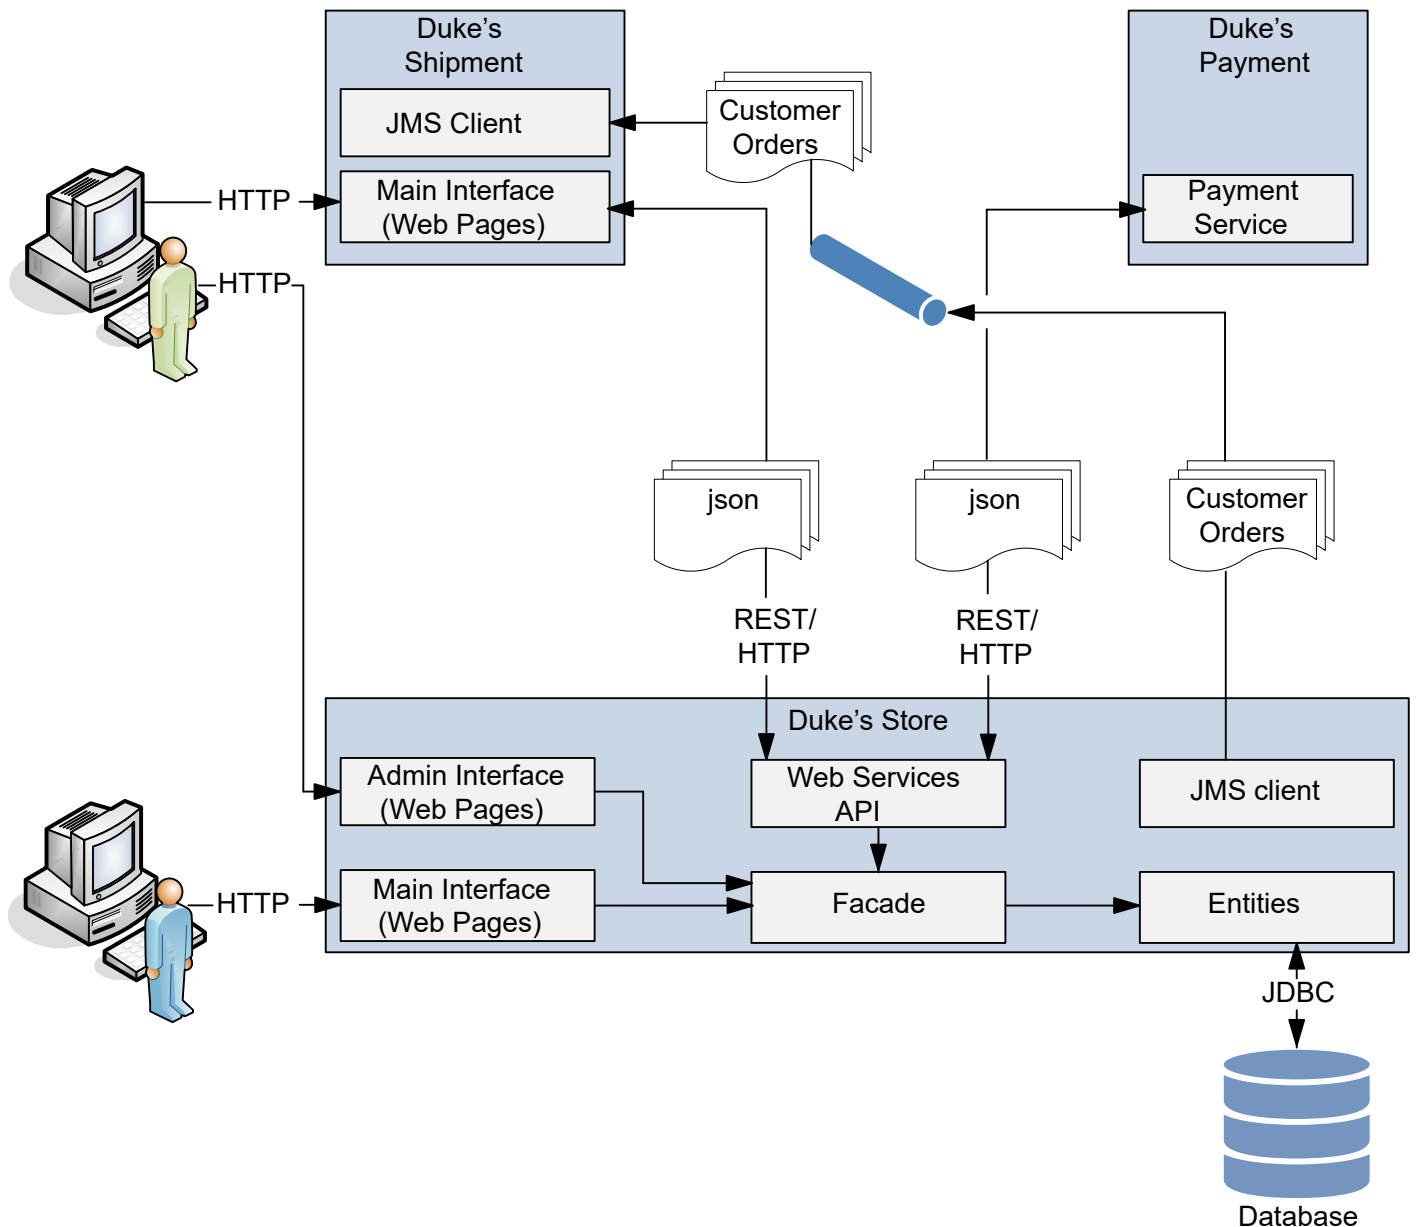 Duke’s
Shipment
JMS Client
Main Interface
(Web Pages)
Customer
Orders
Duke’s
Payment
Payment
Service
HTTP
HTTP
json
json
Customer
Orders
REST/
HTTP
REST/
HTTP
Duke’s Store
Admin Interface
(Web Pages)
Web Services
API
JMS client
HTTP
Main Interface
(Web Pages)
Facade
Entities
JDBC
Database